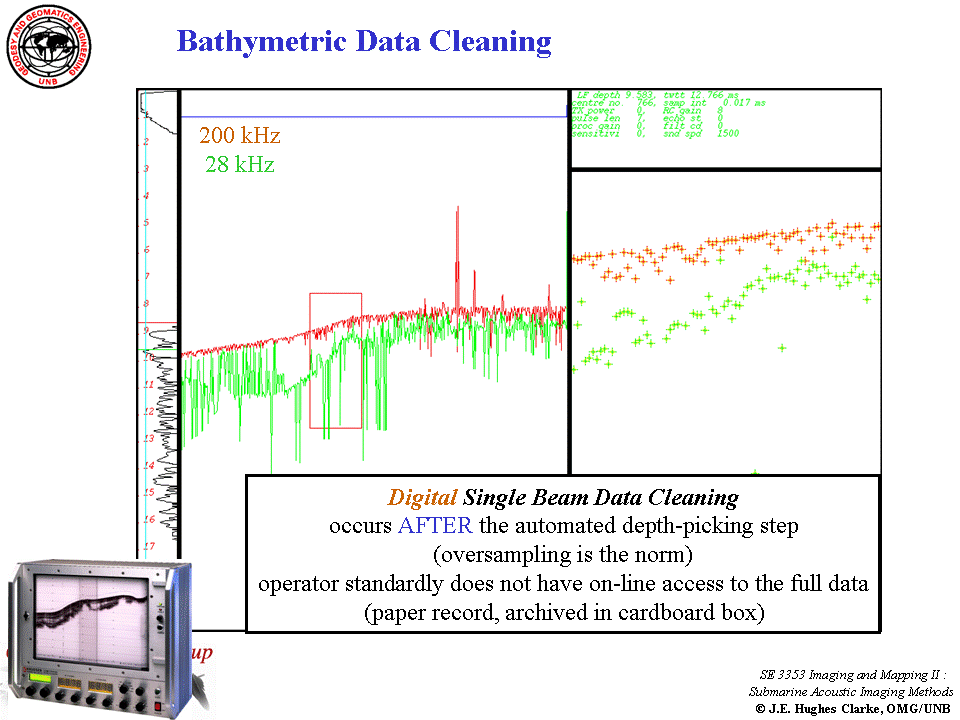 GEODESY AND GEOMATICS ENGINEERING
UNB
Bathymetric Data Cleaning
200 kHz
28 kHz
LF depth 9.583, twtt 12.766 ms
centre no. 766, samp int 0.017 ms
TX power 0, RC gain 0
pulse len 7, echo st 0
proc gain 0, filt cd 0
sensitivi 0, snd spd 1500
1
2
3
4
5
6
7
8
9
10
11
12
13
14
15
16
17
Digital Single Beam Data Cleaning
occurs AFTER the automated depth-picking step
(oversampling is the norm)
operator standardly does not have on-line access to the full data
(paper record, archived in cardboard box)
up
SE 3353 Imaging and Mapping II :
Submarine Acoustic Imaging Methods
© J.E. Hughes Clarke, OMG/UNB